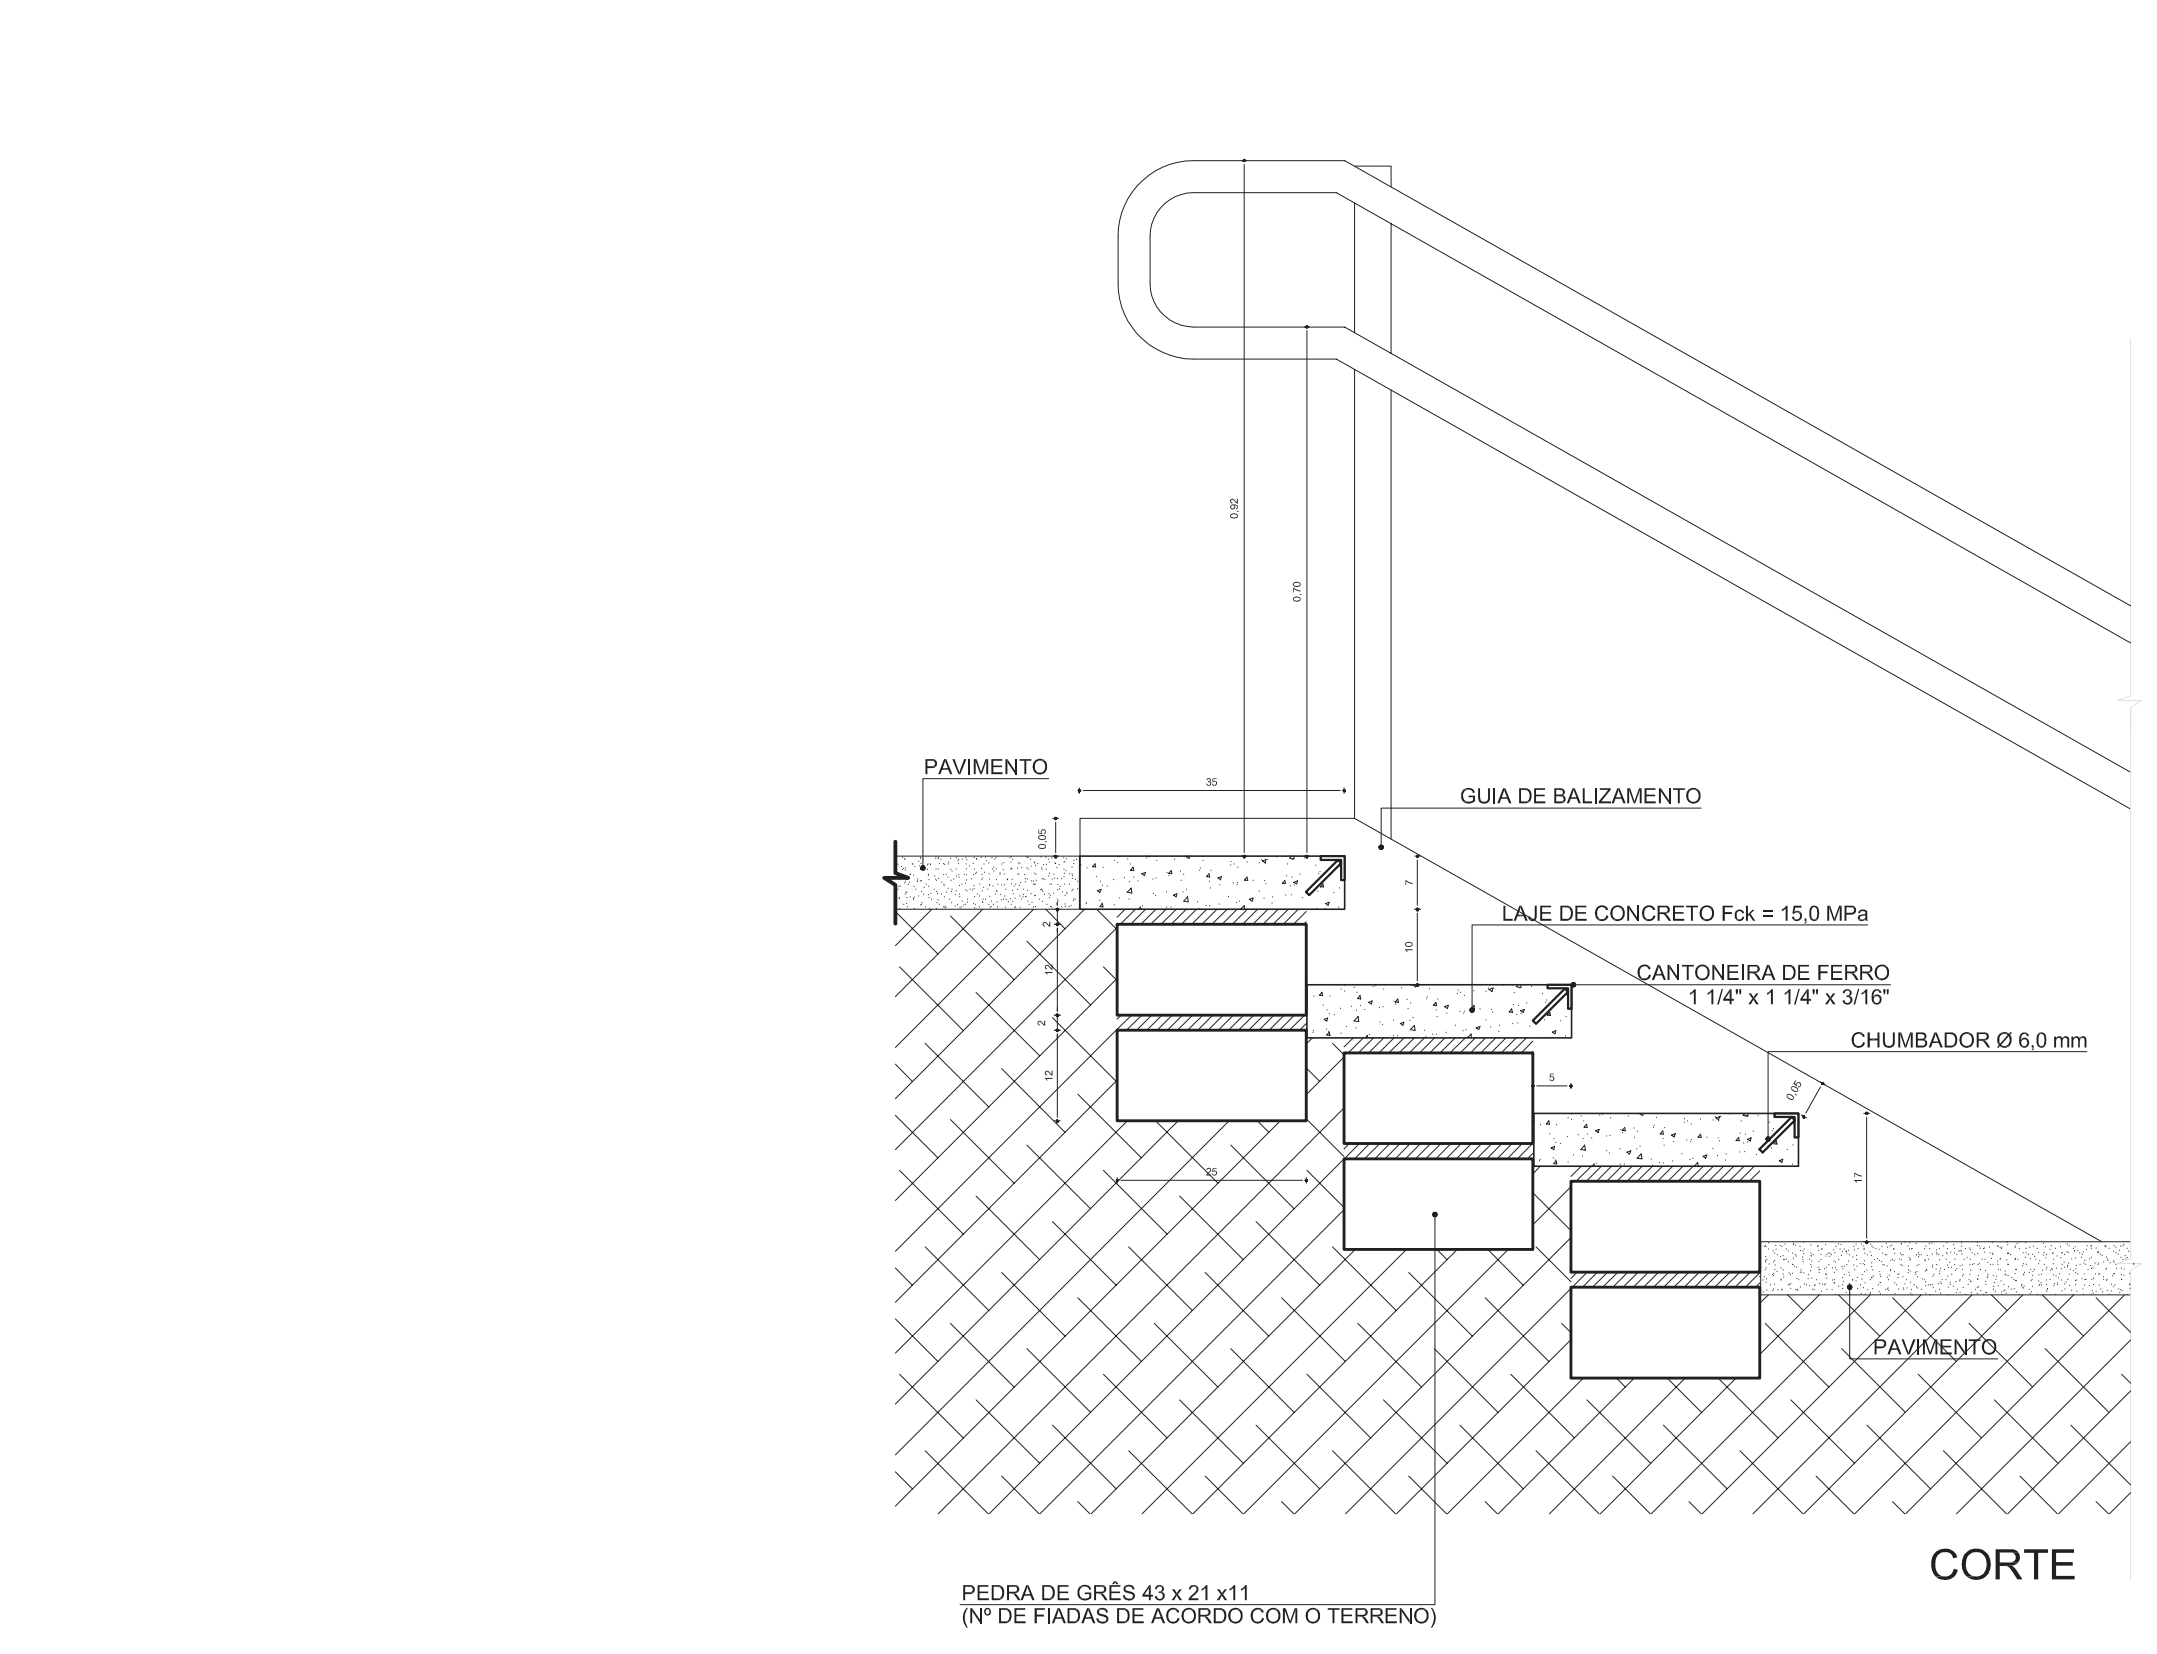 0,92
0,70
PAVIMENTO
35
GUIA DE BALIZAMENTO
0,05
7
LAJE DE CONCRETO Fck = 15,0 MPa
2
10
12
CANTONEIRA DE FERRO
1 1/4" x 1 1/4" x 3/16"
2
CHUMBADOR Ø 6,0 mm
12
5
0,05
25
17
PAVIMENTO
CORTE
PEDRA DE GRÊS 43 x 21 x11
(Nº DE FIADAS DE ACORDO COM O TERRENO)